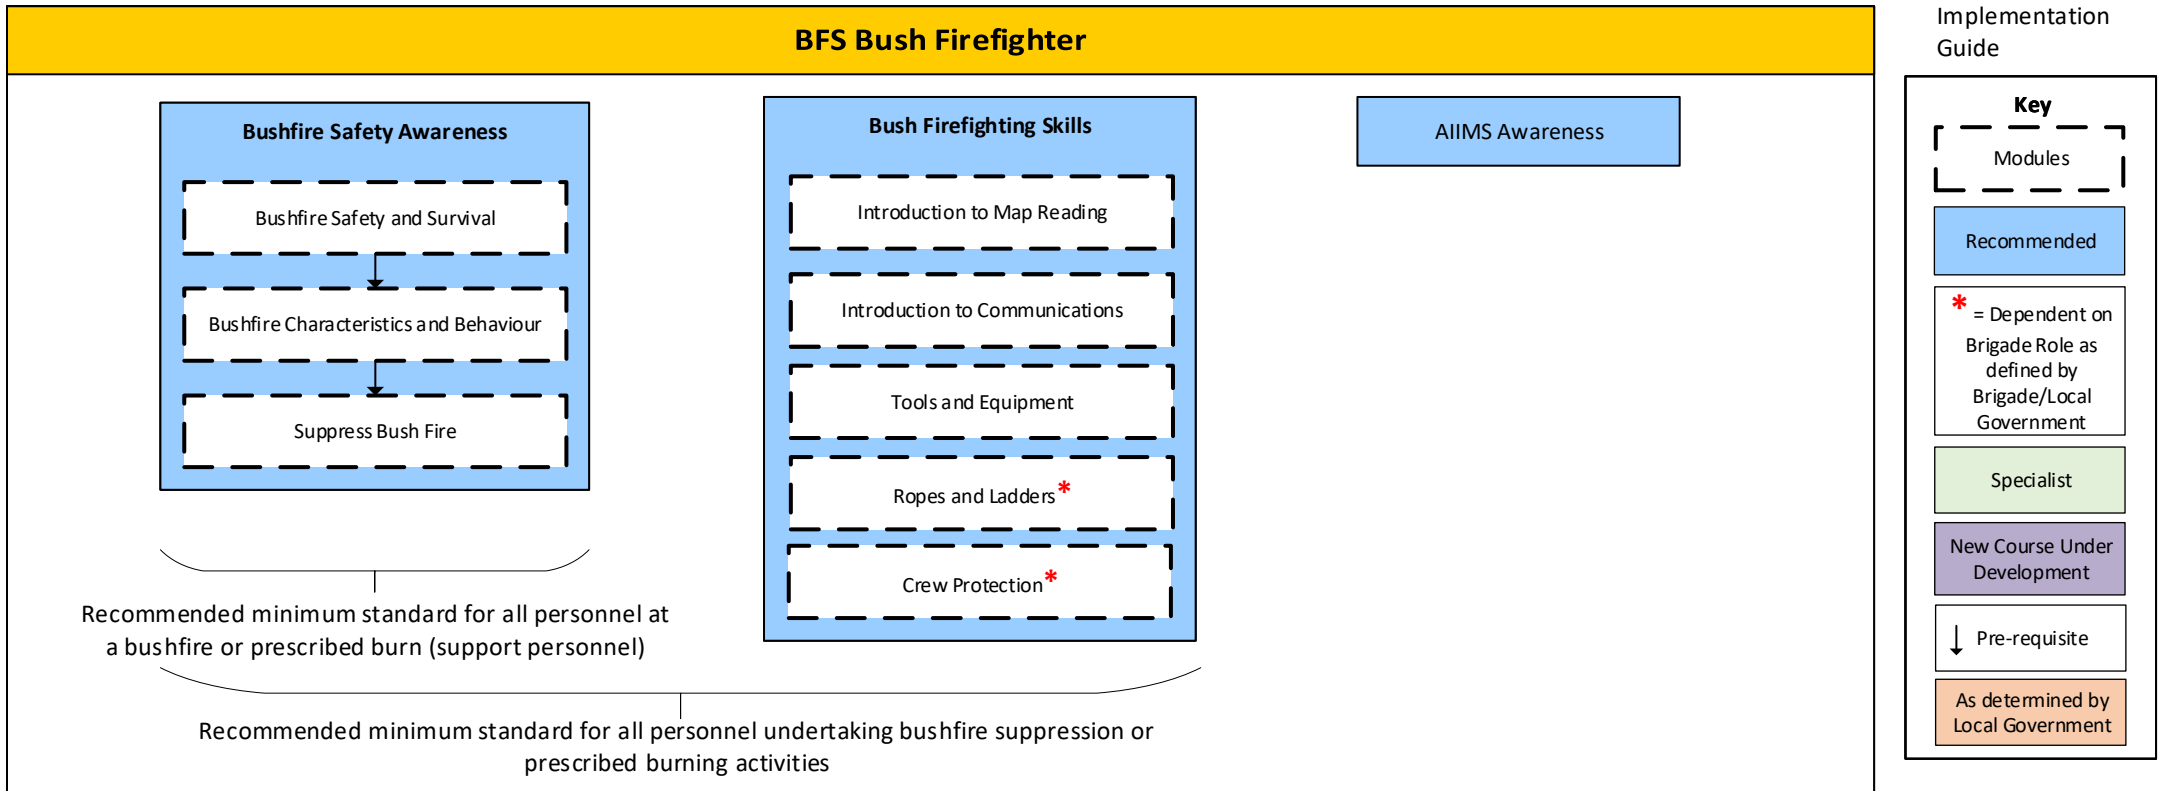 BFS Bush Firefighter
Bushfire Safety Awareness
Bushfire Safety and Survival
Bushfire Characteristics and Behaviour
Suppress Bush Fire
Recommended minimum standard for all personnel at
a bushfire or prescribed burn (support personnel)
Bush Firefighting Skills
Introduction to Map Reading
Introduction to Communications
Tools and Equipment
Ropes and Ladders*
Crew Protection*
Recommended minimum standard for all personnel undertaking bushfire suppression or
prescribed burning activities
AIIMS Awareness
Implementation
Guide
Key
Modules
Recommended
* = Dependent on
Brigade Role as
defined by
Brigade/Local
Government
Specialist
New Course Under
Development
Pre-requisite
As determined by
Local Government